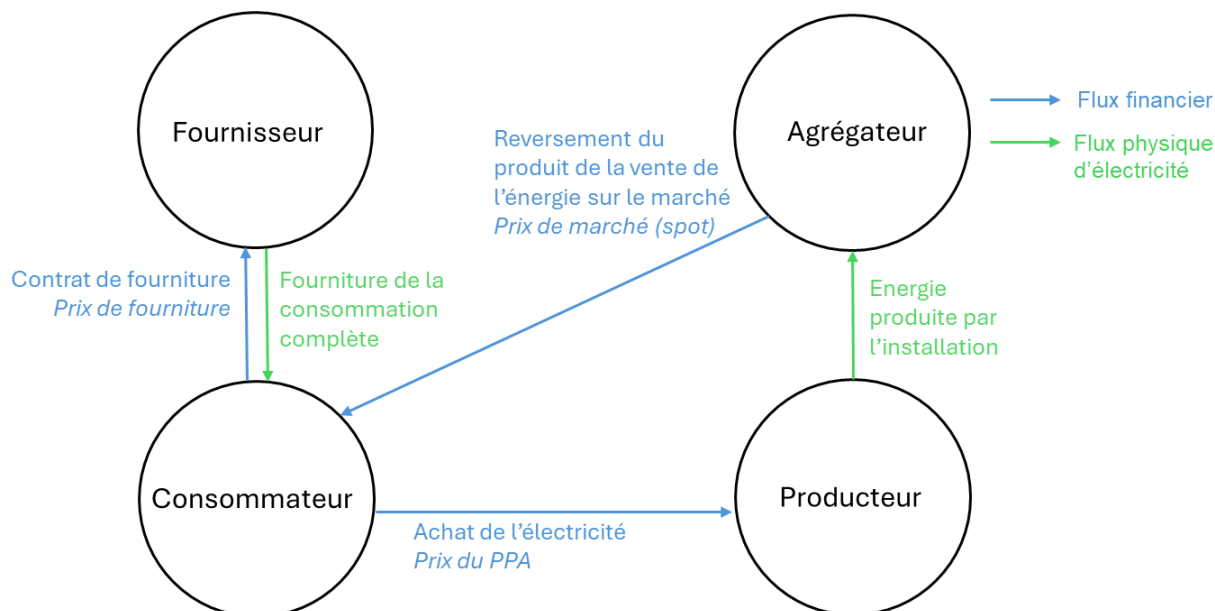 Fournisseur
Agrégateur
Flux financier
Flux physique
d’électricité
Reversement du
produit de la vente de
l’énergie sur le marché
Prix de marché (spot)
Contrat de fourniture
Prix de fourniture
Fourniture de la
consommation
complète
Energie
produite par
l’installation
Consommateur
Producteur
Achat de l’électricité
Prix du PPA